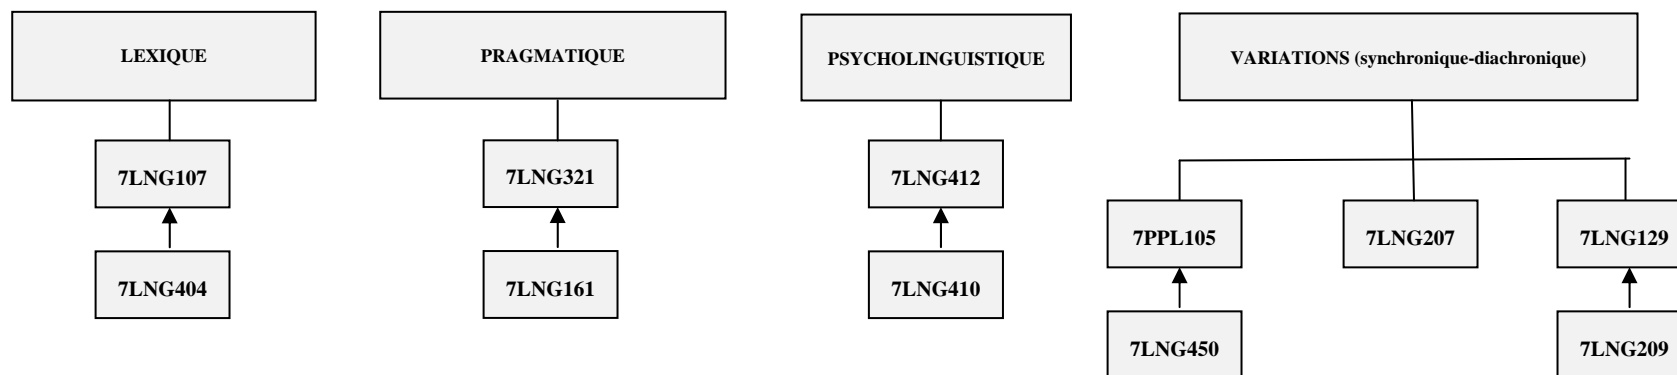 LEXIQUE
PRAGMATIQUE
PSYCHOLINGUISTIQUE
VARIATIONS (synchronique-diachronique)
7LNG107
7LNG321
7LNG412
7PPL105
7LNG207
7LNG129
7LNG404
7LNG161
7LNG410
7LNG450
7LNG209